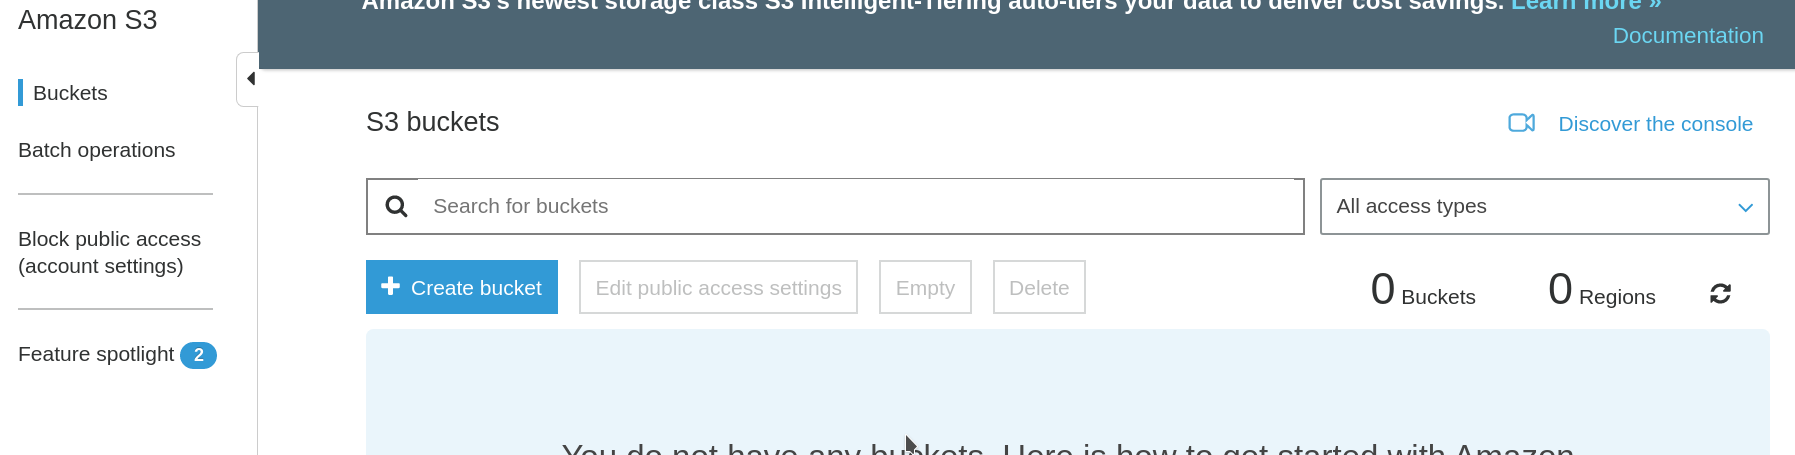 Amazon S3
Amazon S3's newest storage class S3 Intelligent-Tiering auto-tiers your data to deliver cost savings. Learn more »
Documentation
Buckets
Batch operations
Block public access
(account settings)
Feature spotlight 2
S3 buckets
Discover the console
Search for buckets
All access types
Create bucket
Edit public access settings
Empty
Delete
0 Buckets
0 Regions
You do not have any buckets. Here is how to get started with Amazon